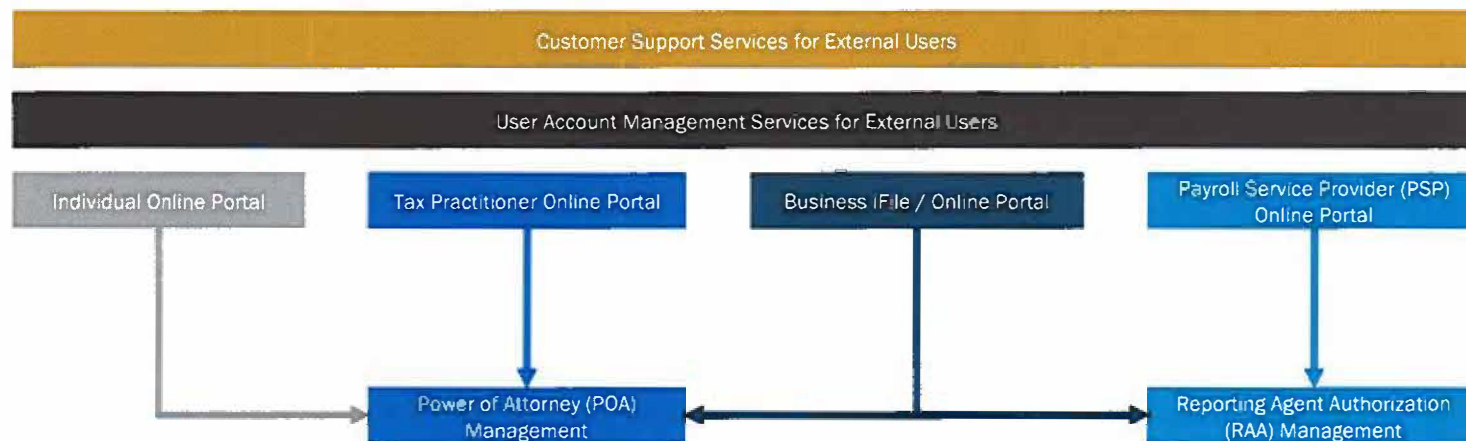 Customer Support Services for External Users
User Account Management Services for External Users
Individual Online Portal
Tax Practitioner Online Portal
Business iFile / Online Portal
Payroll Service Provider (PSP)
Online Portal
Power of Attorney (POA)
Management
Reporting Agent Authorization
(RAA) Management